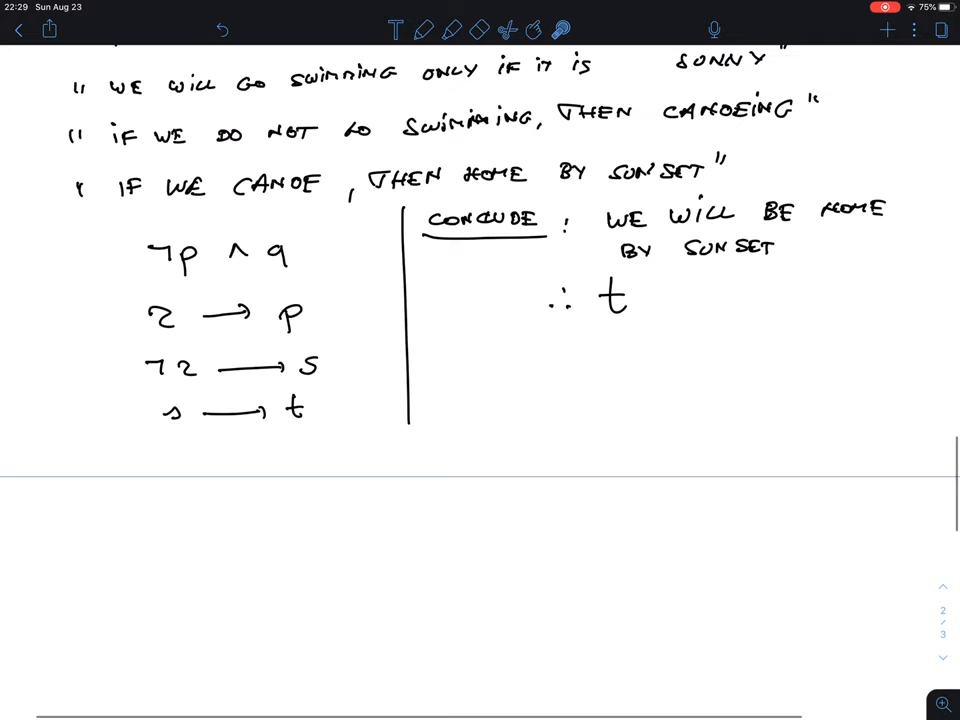 22:29 Sun Aug 23
75%
" WE WILL GO SWIMMING ONLY IF IT IS SUNNY"
" IF WE DO NOT GO SWIMMING, THEN CANOEING"
" IF WE CANOE, THEN HOME BY SUNSET"
CONCLUDE : WE WILL BE HOME
BY SUNSET
¬p ∧ q
r → p
¬r → s
s → t
∴ t
2
/
3